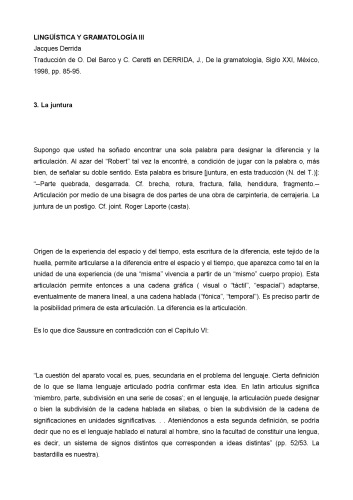 LINGÜÍSTICA Y GRAMATOLOGÍA III
Jacques Derrida
Traducción de O. Del Barco y C. Ceretti en DERRIDA, J., De la gramatología, Siglo XXI, México,
1998, pp. 85-95.
3. La juntura
Supongo que usted ha soñado encontrar una sola palabra para designar la diferencia y la
articulación. Al azar del "Robert" tal vez la encontré, a condición de jugar con la palabra o, más
bien, de señalar su doble sentido. Esta palabra es brisure [juntura, en esta traducción (N. del T.)]:
"--Parte quebrada, desgarrada. Cf. brecha, rotura, fractura, falla, hendidura, fragmento.--
Articulación por medio de una bisagra de dos partes de una obra de carpintería, de cerrajería. La
juntura de un postigo. Cf. joint. Roger Laporte (casta).
Origen de la experiencia del espacio y del tiempo, esta escritura de la diferencia, este tejido de la
huella, permite articularse a la diferencia entre el espacio y el tiempo, que aparezca como tal en la
unidad de una experiencia (de una "misma" vivencia a partir de un "mismo" cuerpo propio). Esta
articulación permite entonces a una cadena gráfica ( visual o "táctil", "espacial") adaptarse,
eventualmente de manera lineal, a una cadena hablada ("fónica", "temporal"). Es preciso partir de
la posibilidad primera de esta articulación. La diferencia es la articulación.
Es lo que dice Saussure en contradicción con el Capítulo VI:
"La cuestión del aparato vocal es, pues, secundaria en el problema del lenguaje. Cierta definición
de lo que se llama lenguaje articulado podría confirmar esta idea. En latín articulus significa
'miembro, parte, subdivisión en una serie de cosas'; en el lenguaje, la articulación puede designar
o bien la subdivisión de la cadena hablada en sílabas, o bien la subdivisión de la cadena de
significaciones en unidades significativas. . . Ateniéndonos a esta segunda definición, se podría
decir que no es el lenguaje hablado el natural al hombre, sino la facultad de constituir una lengua,
es decir, un sistema de signos distintos que corresponden a ideas distintas" (pp. 52/53. La
bastardilla es nuestra).